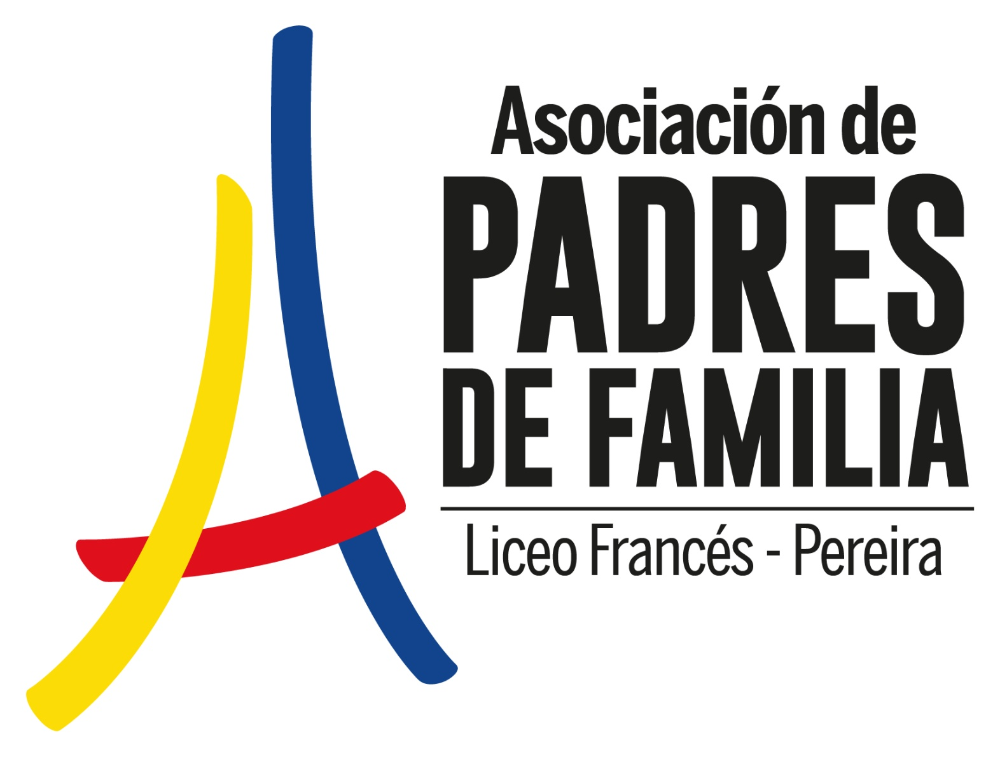 Asociación de
PADRES
DE FAMILIA
Liceo Francés - Pereira